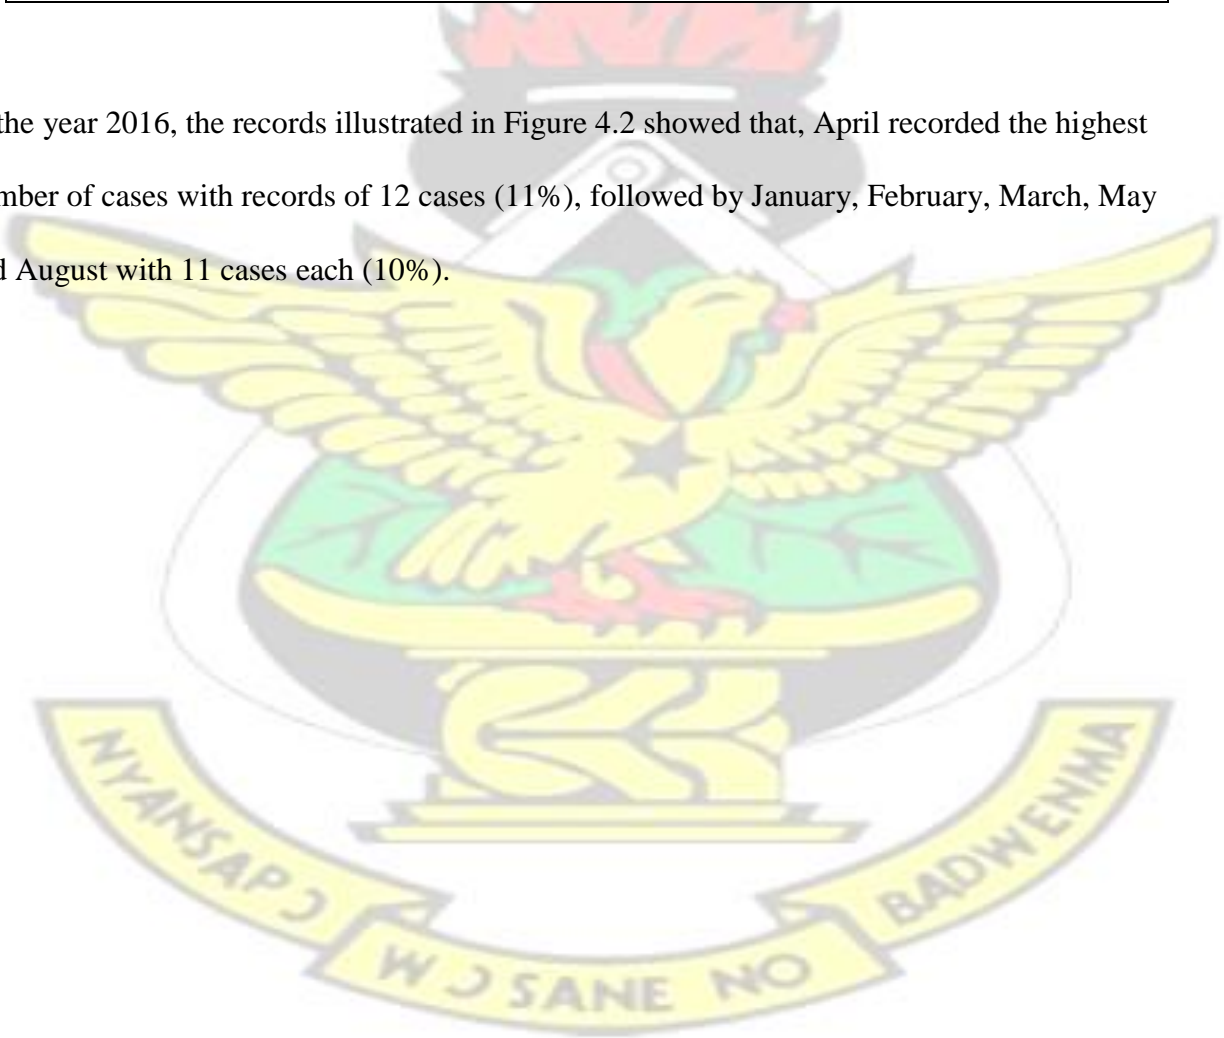 the year 2016, the records illustrated in Figure 4.2 showed that, April recorded the highest
mber of cases with records of 12 cases (11%), followed by January, February, March, May
d August with 11 cases each (10%).
NYANSAPƆ
WƆSANE NO
BADWENMA